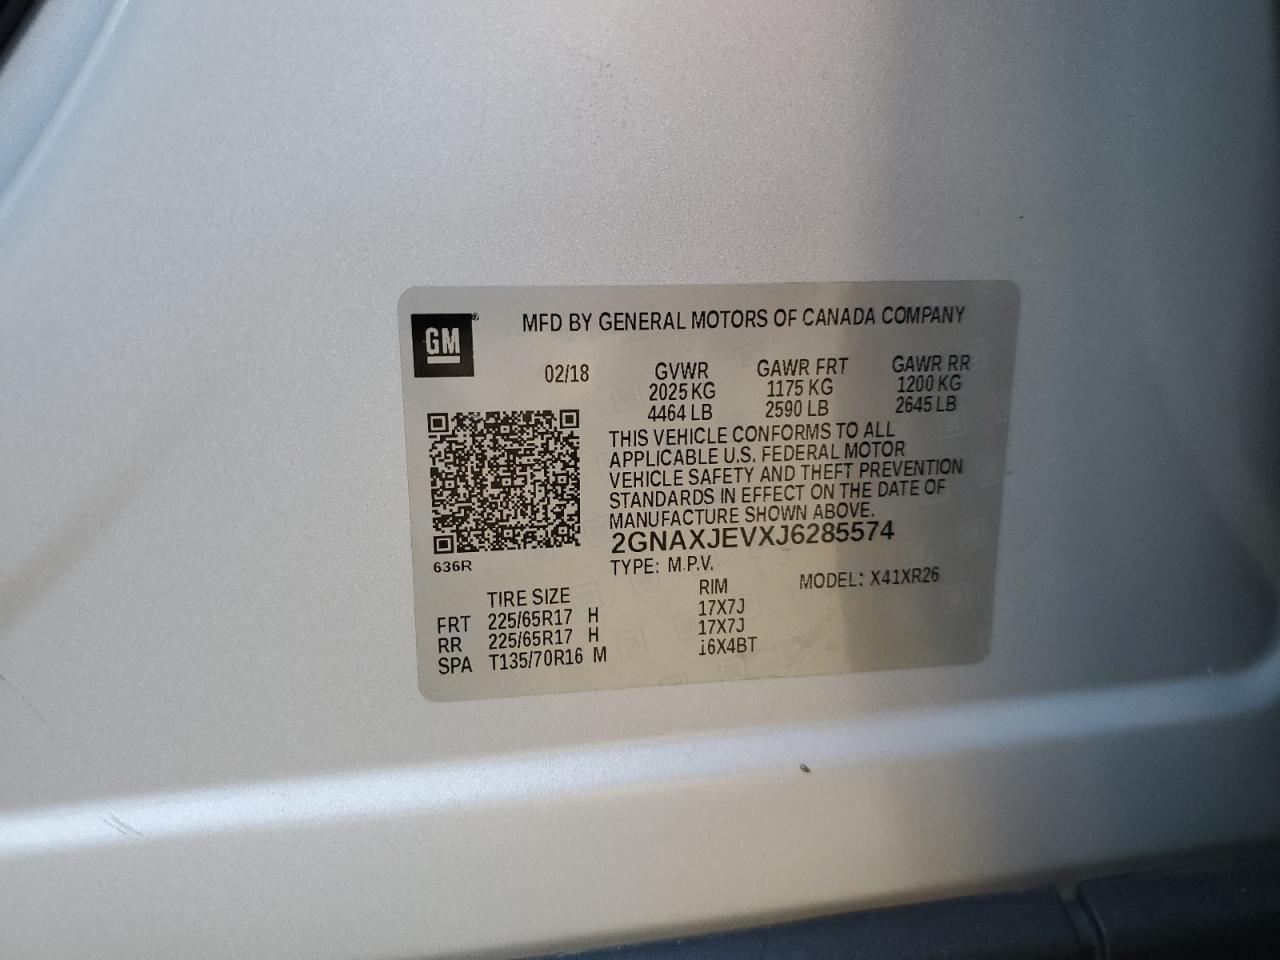 GM
MFD BY GENERAL MOTORS OF CANADA COMPANY
02/18 GVWR GAWR FRT GAWR RR
2025 KG 1175 KG 1200 KG
4464 LB 2590 LB 2645 LB
THIS VEHICLE CONFORMS TO ALL
APPLICABLE U.S. FEDERAL MOTOR
VEHICLE SAFETY AND THEFT PREVENTION
STANDARDS IN EFFECT ON THE DATE OF
MANUFACTURE SHOWN ABOVE.
2GNAXJEVXJ6285574
636R
TYPE: M.P.V. MODEL: X41XR26
TIRE SIZE RIM
FRT 225/65R17 H 17X7J
RR 225/65R17 H 17X7J
SPA T135/70R16 M 16X4BT